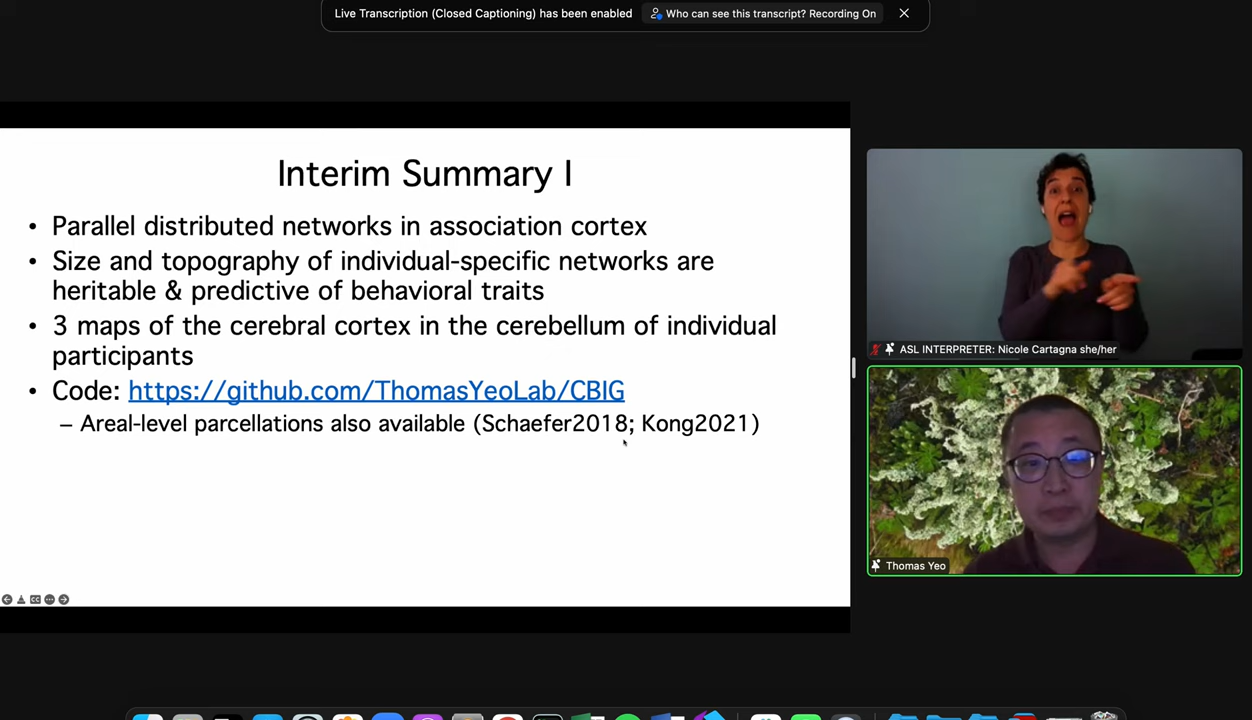 Live Transcription (Closed Captioning) has been enabled Who can see this transcript? Recording On
Interim Summary I
• Parallel distributed networks in association cortex
• Size and topography of individual-specific networks are
heritable & predictive of behavioral traits
• 3 maps of the cerebral cortex in the cerebellum of individual
participants
• Code: https://github.com/ThomasYeoLab/CBIG
– Areal-level parcellations also available (Schaefer2018; Kong2021)
ASL INTERPRETER: Nicole Cartagna she/her
Thomas Yeo